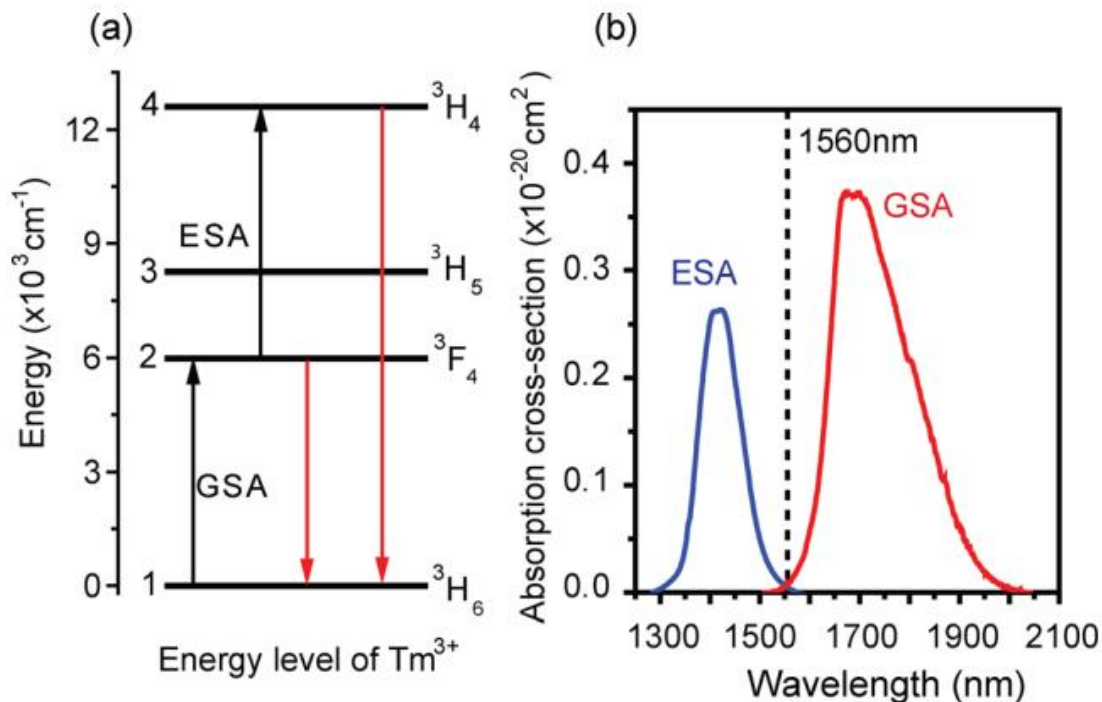 (a)
Energy (x10³cm⁻¹)
12
9
6
3
0
4
3
2
1
³H₄
³H₅
³F₄
³H₆
ESA
GSA
Energy level of Tm³⁺
(b)
Absorption cross-section (x10⁻²⁰cm²)
0.4
0.3
0.2
0.1
0.0
1560nm
ESA
GSA
1300 1500 1700 1900 2100
Wavelength (nm)